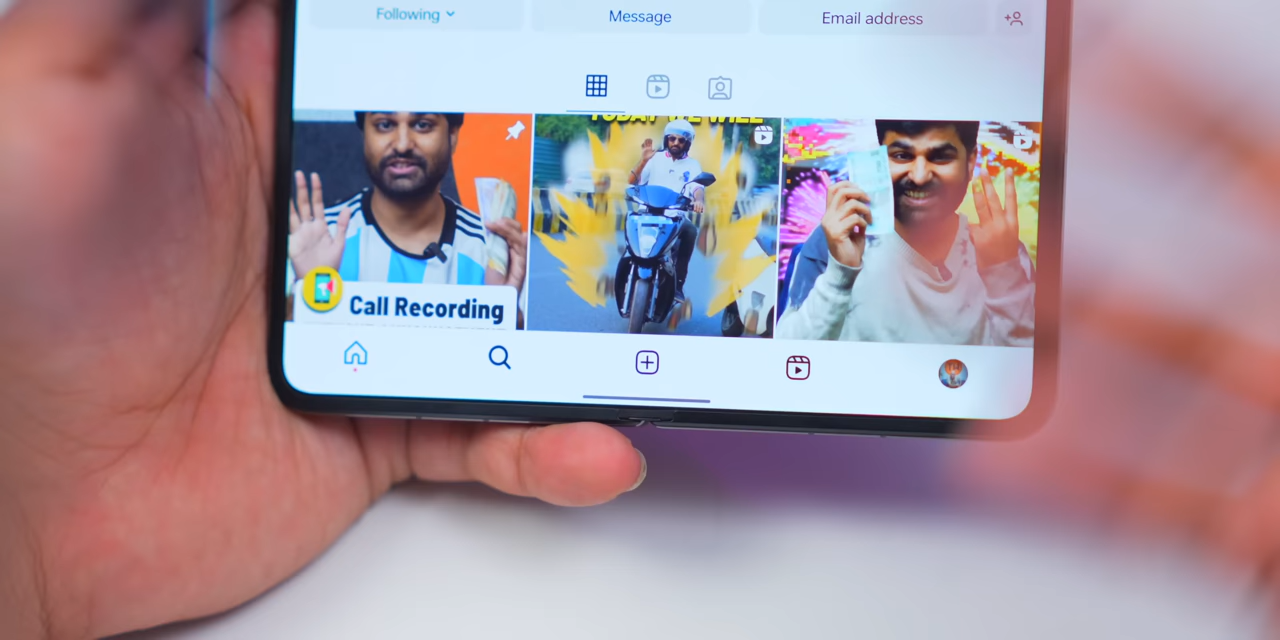 Following
Message
Email address
TODAY WE WILL
Call Recording